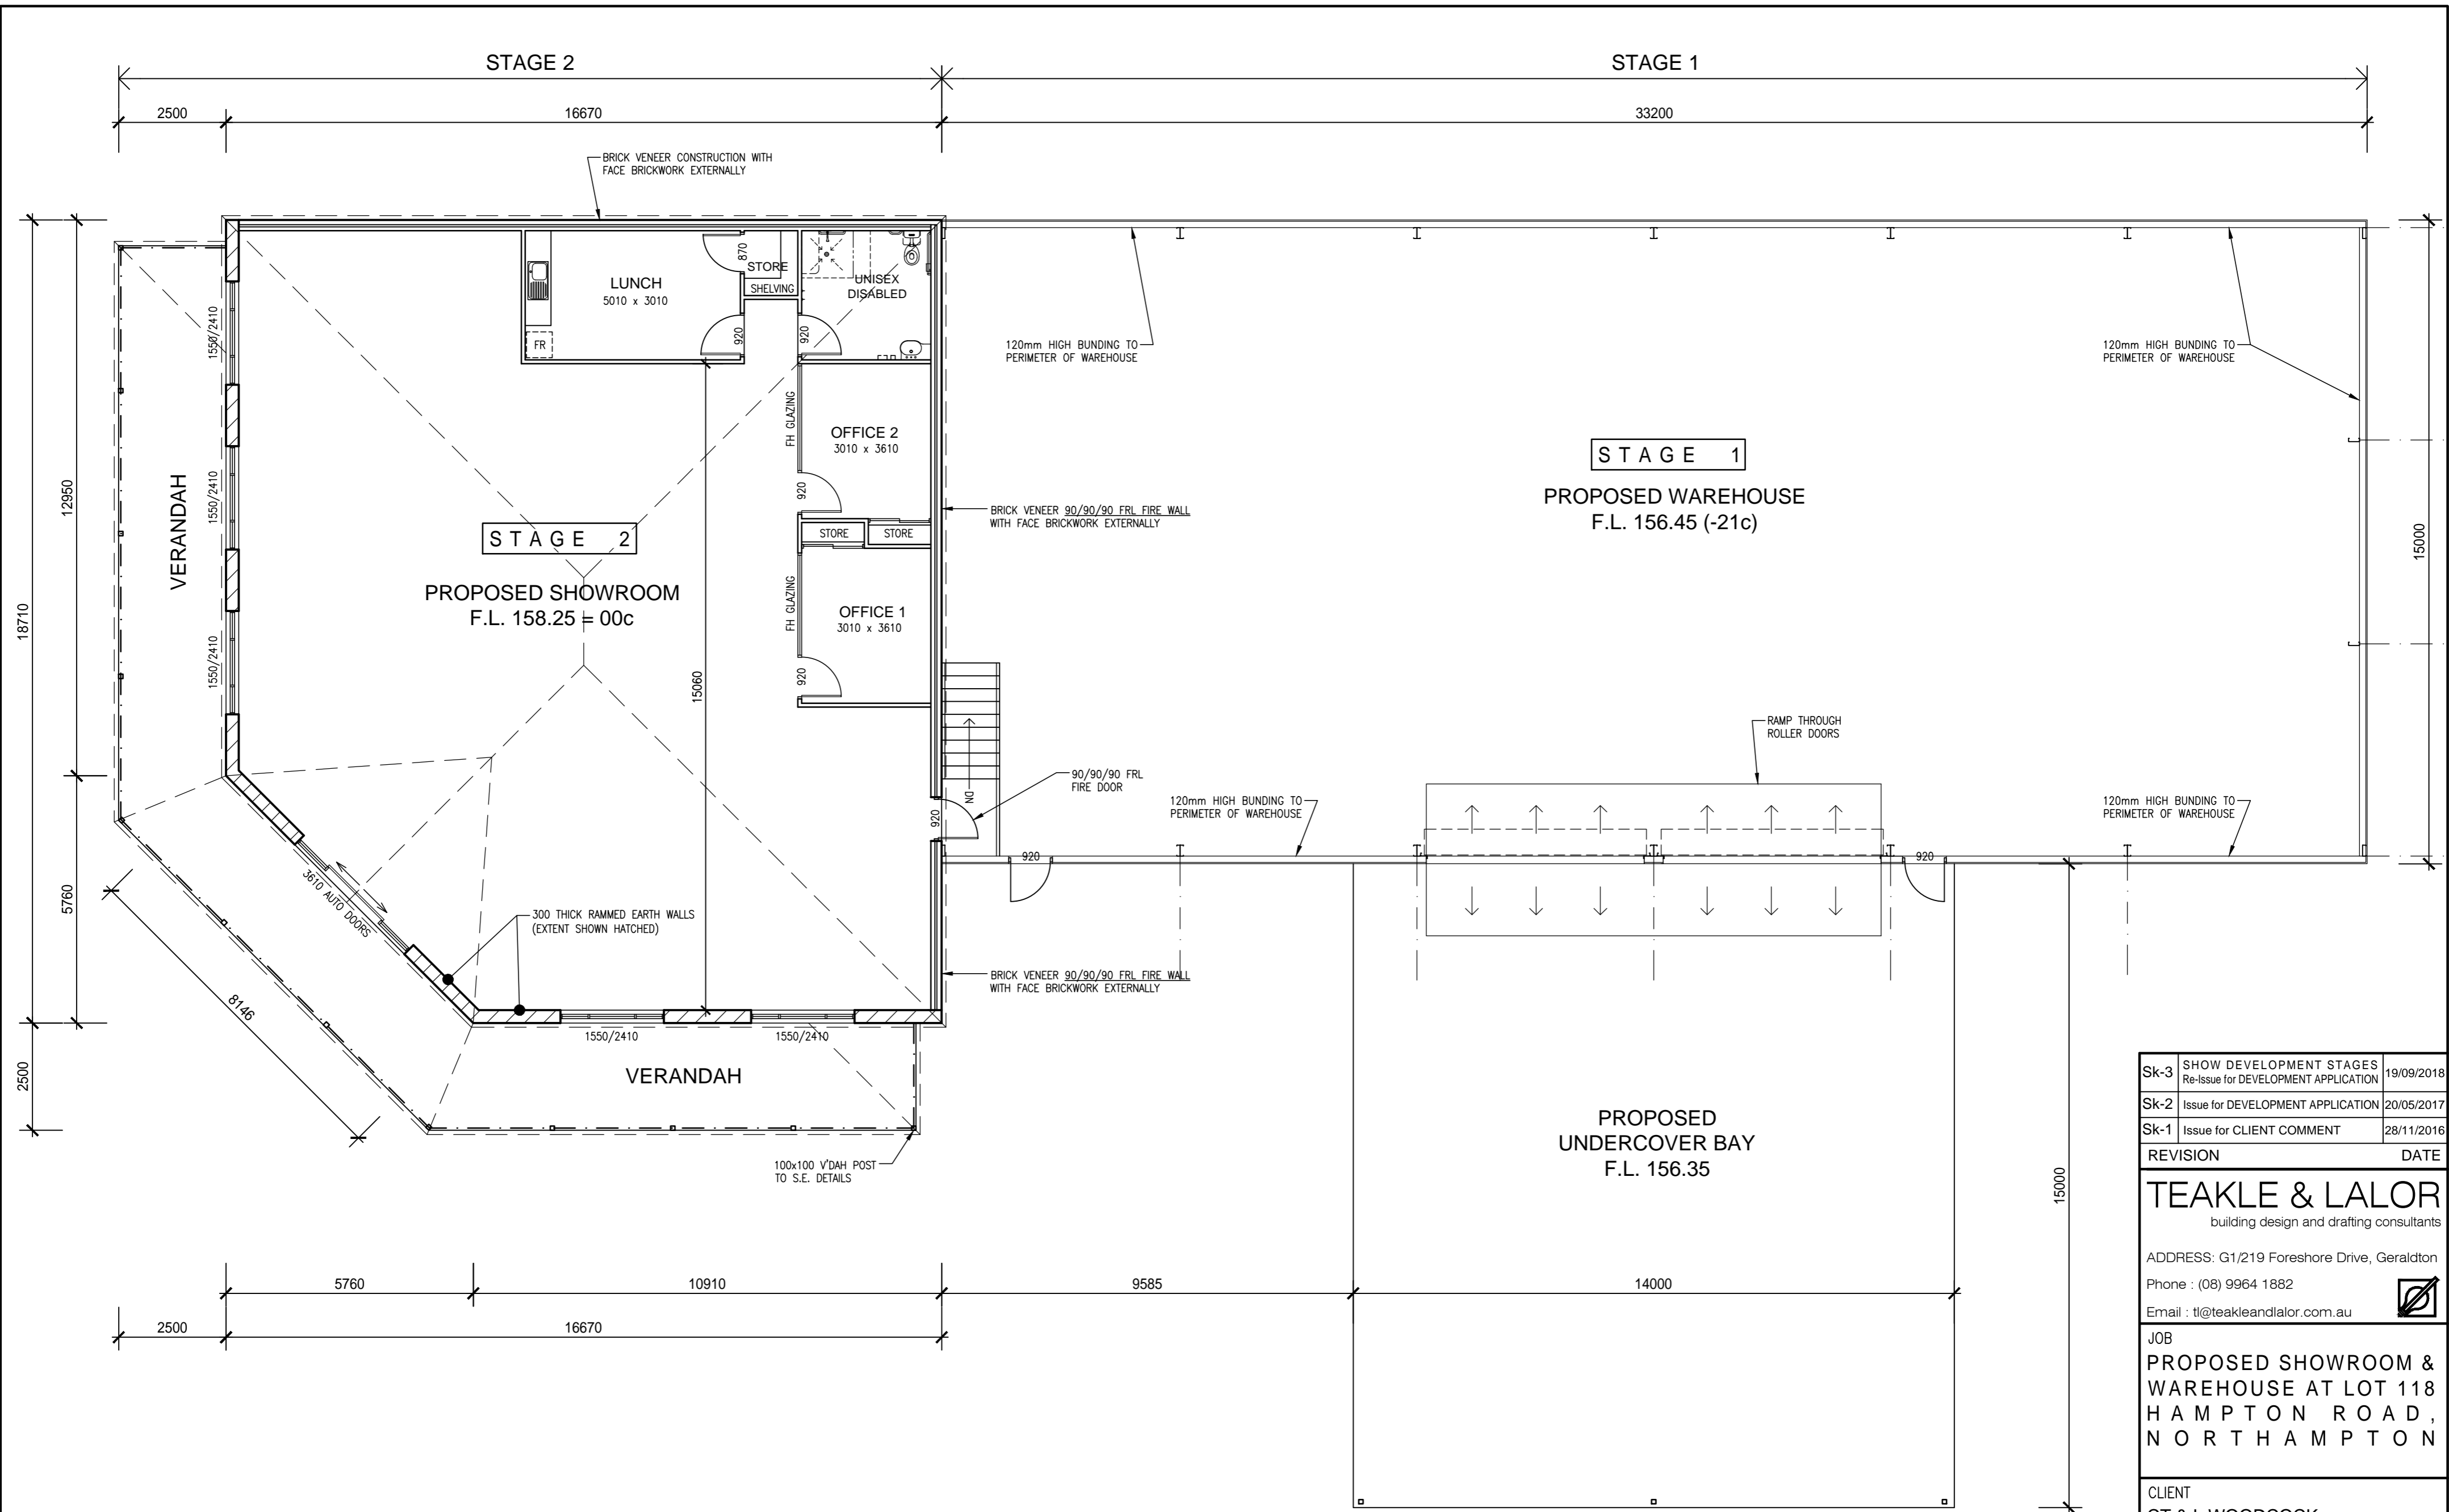 STAGE 2
STAGE 1
2500
16670
33200
BRICK VENEER CONSTRUCTION WITH
FACE BRICKWORK EXTERNALLY
18710
12950
5760
2500
VERANDAH
1550/2410
1550/2410
1550/2410
LUNCH
5010 x 3010
FR
870
STORE
SHELVING
UNISEX
DISABLED
920
920
FH GLAZING
OFFICE 2
3010 x 3610
920
STORE
STORE
FH GLAZING
OFFICE 1
3010 x 3610
920
STAGE 2
PROPOSED SHOWROOM
F.L. 158.25 = 00c
15060
120mm HIGH BUNDING TO
PERIMETER OF WAREHOUSE
120mm HIGH BUNDING TO
PERIMETER OF WAREHOUSE
STAGE 1
PROPOSED WAREHOUSE
F.L. 156.45 (-21c)
15000
BRICK VENEER 90/90/90 FRL FIRE WALL
WITH FACE BRICKWORK EXTERNALLY
RAMP THROUGH
ROLLER DOORS
90/90/90 FRL
FIRE DOOR
DN
920
120mm HIGH BUNDING TO
PERIMETER OF WAREHOUSE
120mm HIGH BUNDING TO
PERIMETER OF WAREHOUSE
920
920
3610 AUTO DOORS
300 THICK RAMMED EARTH WALLS
(EXTENT SHOWN HATCHED)
BRICK VENEER 90/90/90 FRL FIRE WALL
WITH FACE BRICKWORK EXTERNALLY
8146
1550/2410
1550/2410
VERANDAH
100x100 V'DAH POST
TO S.E. DETAILS
PROPOSED
UNDERCOVER BAY
F.L. 156.35
15000
5760
10910
9585
14000
2500
16670
Sk-3 SHOW DEVELOPMENT STAGES
Re-Issue for DEVELOPMENT APPLICATION 19/09/2018
Sk-2 Issue for DEVELOPMENT APPLICATION 20/05/2017
Sk-1 Issue for CLIENT COMMENT 28/11/2016
REVISION DATE
TEAKLE & LALOR
building design and drafting consultants
ADDRESS: G1/219 Foreshore Drive, Geraldton
Phone : (08) 9964 1882
Email : tl@teakleandlalor.com.au
JOB
PROPOSED SHOWROOM &
WAREHOUSE AT LOT 118
HAMPTON ROAD,
NORTHAMPTON
CLIENT